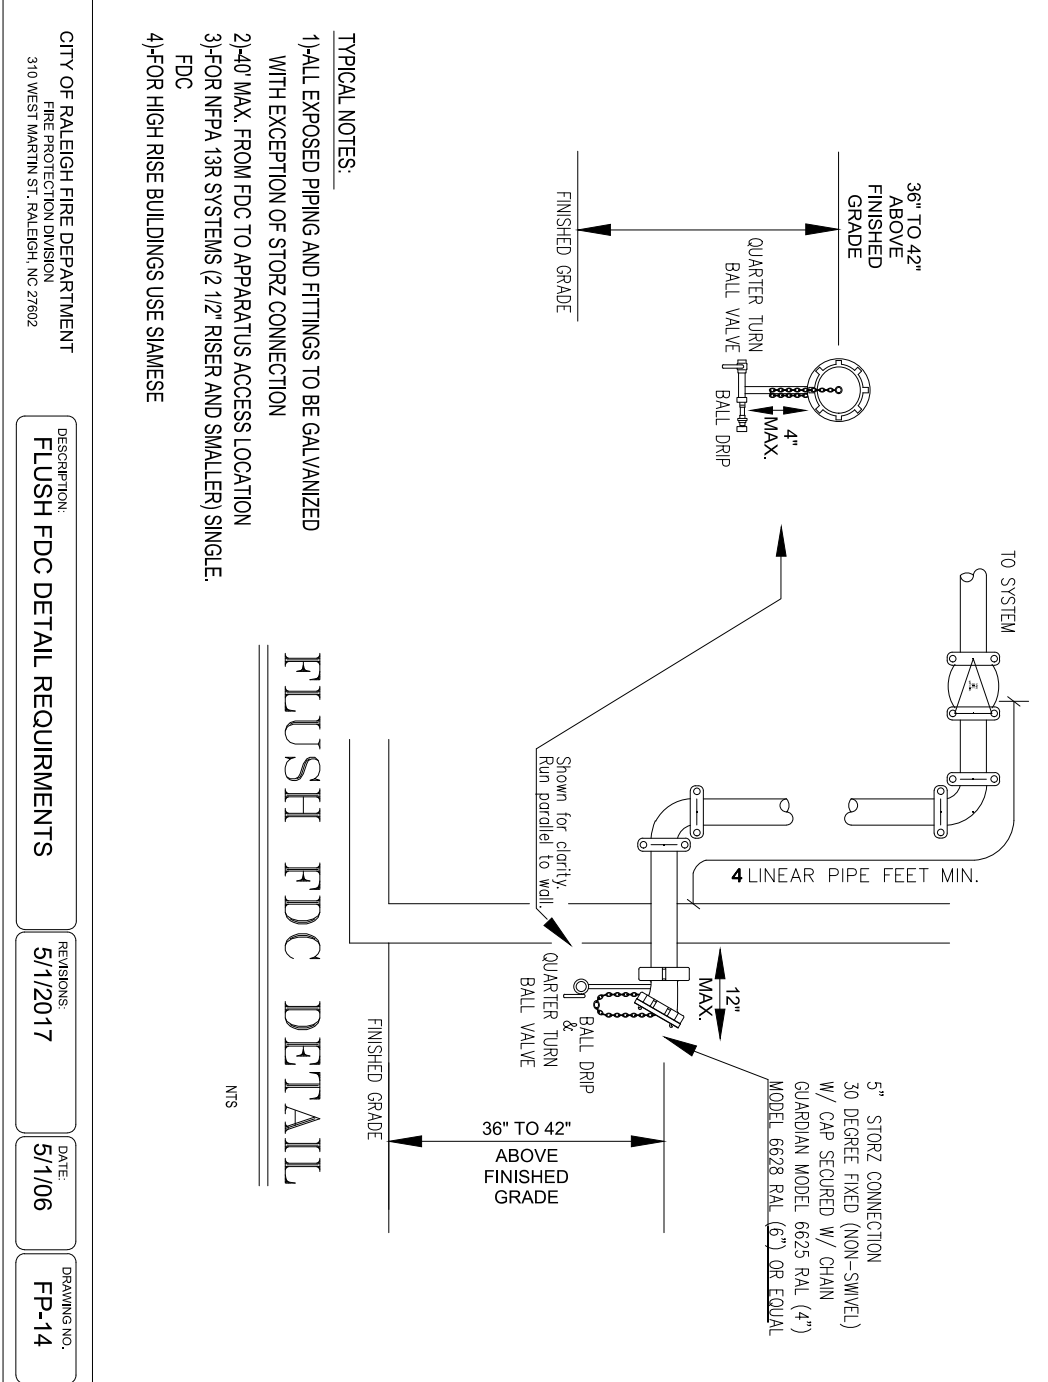 36" TO 42"
ABOVE
FINISHED
GRADE
FINISHED GRADE
QUARTER TURN
BALL VALVE
BALL DRIP
4"
MAX.
TO SYSTEM
4 LINEAR PIPE FEET MIN.
Shown for clarity.
Run parallel to wall.
12"
MAX.
BALL DRIP
&
QUARTER TURN
BALL VALVE
5" STORZ CONNECTION
30 DEGREE FIXED (NON-SWIVEL)
W/ CAP SECURED W/ CHAIN
GUARDIAN MODEL 6625 RAL (4")
MODEL 6628 RAL (6") OR EQUAL
36" TO 42"
ABOVE
FINISHED
GRADE
FINISHED GRADE
TYPICAL NOTES:
1)-ALL EXPOSED PIPING AND FITTINGS TO BE GALVANIZED
WITH EXCEPTION OF STORZ CONNECTION
2)-40' MAX. FROM FDC TO APPARATUS ACCESS LOCATION
3)-FOR NFPA 13R SYSTEMS (2 1/2" RISER AND SMALLER) SINGLE.
FDC
4)-FOR HIGH RISE BUILDINGS USE SIAMESE
FLUSH FDC DETAIL
NTS
CITY OF RALEIGH FIRE DEPARTMENT
FIRE PROTECTION DIVISION
310 WEST MARTIN ST. RALEIGH, NC 27602
DESCRIPTION:
FLUSH FDC DETAIL REQUIRMENTS
REVISIONS:
5/1/2017
DATE:
5/1/06
DRAWING NO.
FP-14